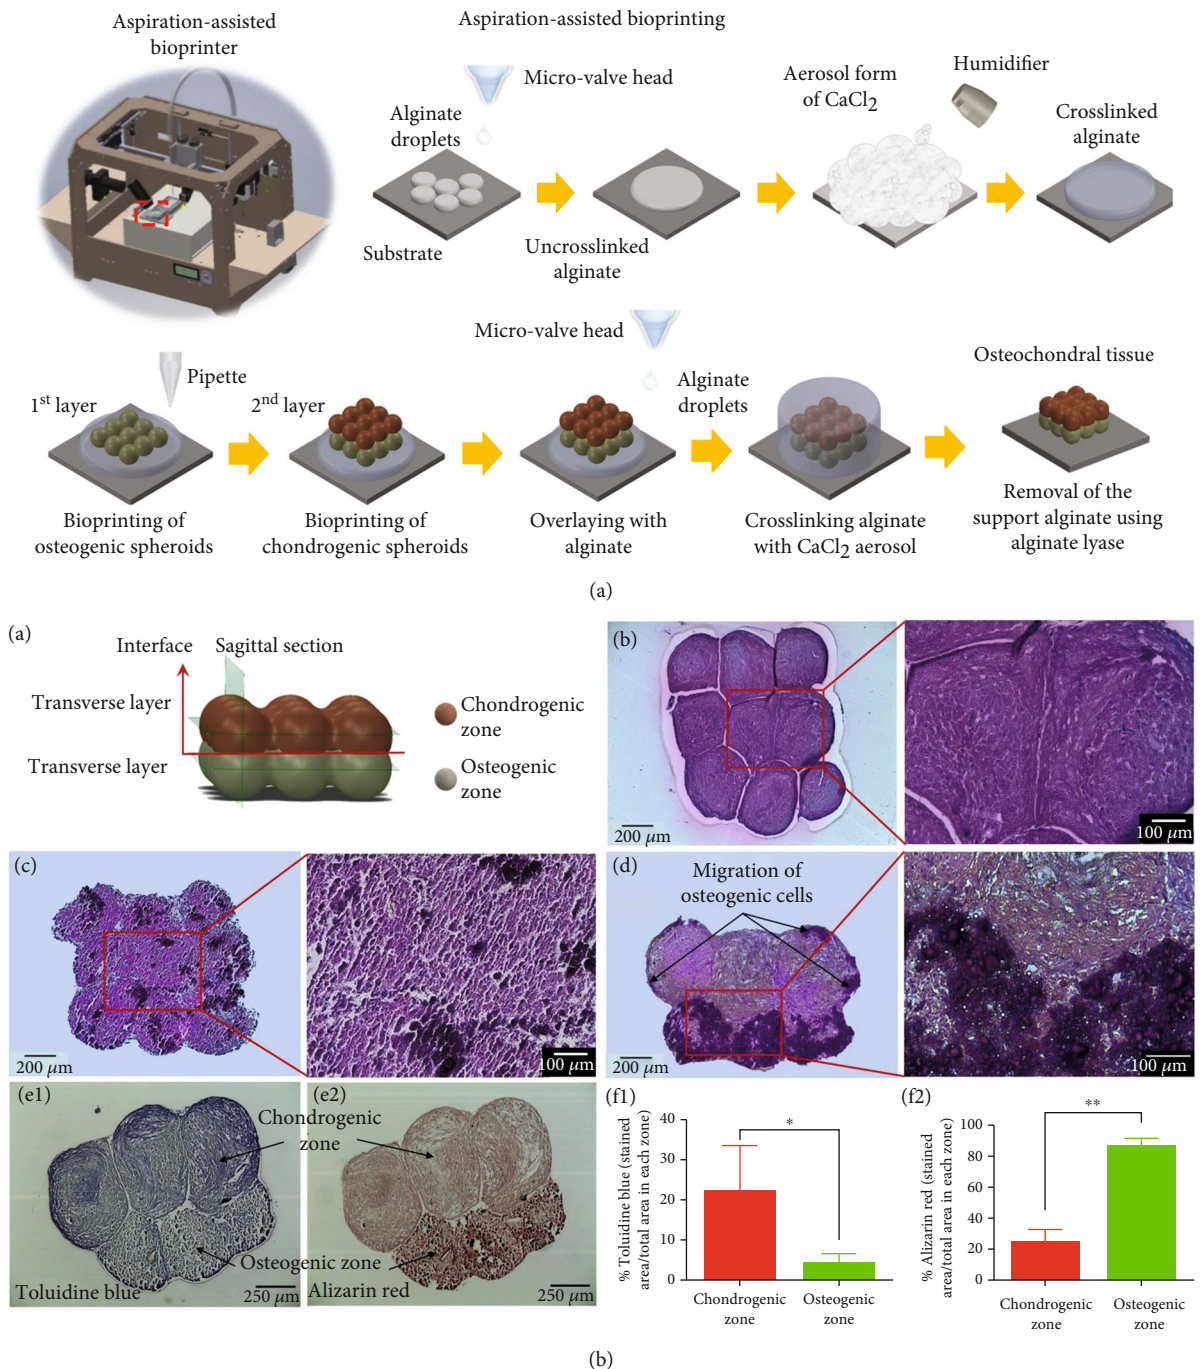 Aspiration-assisted
bioprinter
Aspiration-assisted bioprinting
Micro-valve head
Alginate
droplets
Aerosol form
of CaCl2
Humidifier
Crosslinked
alginate
Substrate
Uncrosslinked
alginate
Micro-valve head
Pipette
1st layer
2nd layer
Alginate
droplets
Osteochondral tissue
Bioprinting of
osteogenic spheroids
Bioprinting of
chondrogenic spheroids
Overlaying with
alginate
Crosslinking alginate
with CaCl2 aerosol
Removal of the
support alginate using
alginate lyase
(a)
(a)
Interface
Sagittal section
Transverse layer
Transverse layer
Chondrogenic
zone
Osteogenic
zone
(b)
200 μm
100 μm
(c)
200 μm
100 μm
(d)
Migration of
osteogenic cells
200 μm
100 μm
(e1)
Toluidine blue
250 μm
(e2)
Chondrogenic
zone
Osteogenic zone
Alizarin red
250 μm
(f1)
% Toluidine blue (stained
area/total area in each zone)
40
30
20
10
0
*
Chondrogenic
zone
Osteogenic
zone
(f2)
% Alizarin red (stained
area/total area in each zone)
100
80
60
40
20
0
**
Chondrogenic
zone
Osteogenic
zone
(b)